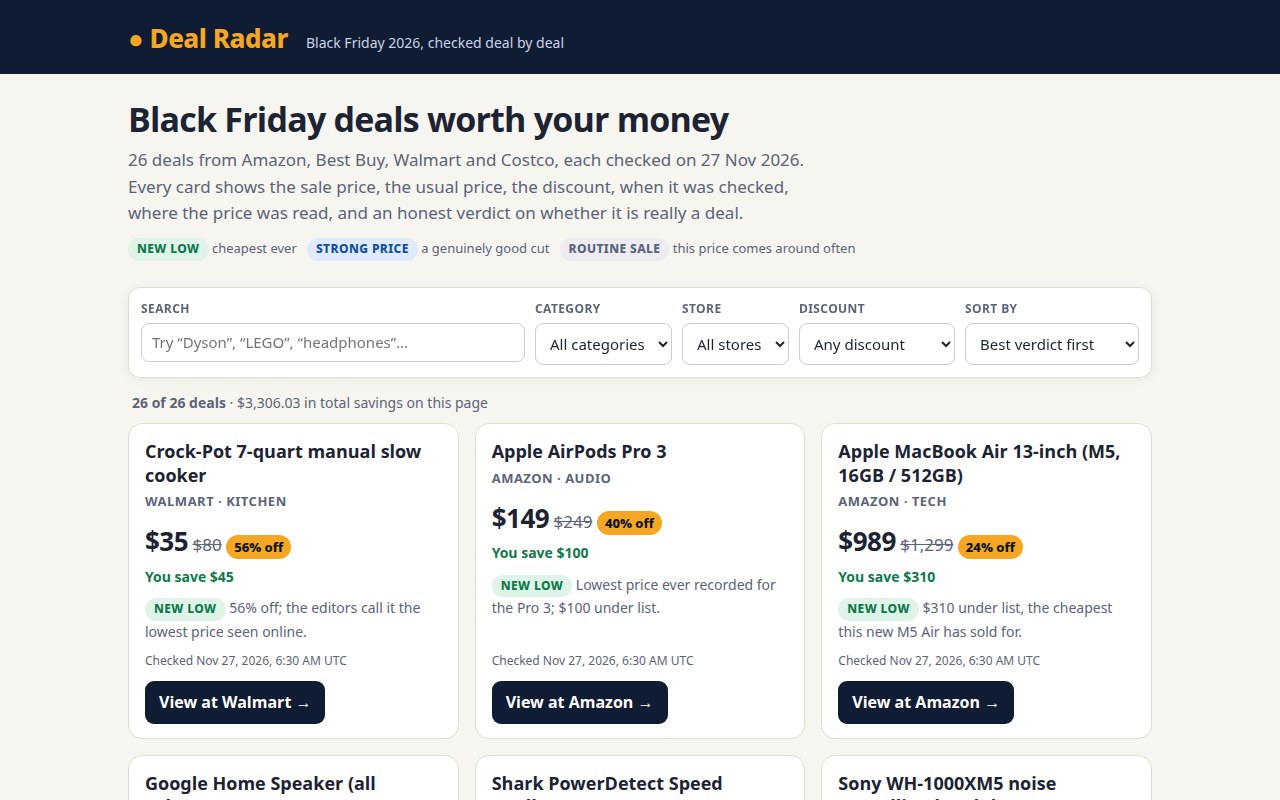 ● Deal Radar
Black Friday 2026, checked deal by deal
Black Friday deals worth your money
26 deals from Amazon, Best Buy, Walmart and Costco, each checked on 27 Nov 2026.
Every card shows the sale price, the usual price, the discount, when it was checked,
where the price was read, and an honest verdict on whether it is really a deal.
NEW LOW cheapest ever STRONG PRICE a genuinely good cut ROUTINE SALE this price comes around often
SEARCH
Try “Dyson”, “LEGO”, “headphones”…
CATEGORY
All categories
STORE
All stores
DISCOUNT
Any discount
SORT BY
Best verdict first
26 of 26 deals · $3,306.03 in total savings on this page
Crock-Pot 7-quart manual slow
cooker
WALMART · KITCHEN
$35 $80 56% off
You save $45
NEW LOW 56% off; the editors call it the
lowest price seen online.
Checked Nov 27, 2026, 6:30 AM UTC
View at Walmart →
Apple AirPods Pro 3
AMAZON · AUDIO
$149 $249 40% off
You save $100
NEW LOW Lowest price ever recorded for
the Pro 3; $100 under list.
Checked Nov 27, 2026, 6:30 AM UTC
View at Amazon →
Apple MacBook Air 13-inch (M5,
16GB / 512GB)
AMAZON · TECH
$989 $1,299 24% off
You save $310
NEW LOW $310 under list, the cheapest
this new M5 Air has sold for.
Checked Nov 27, 2026, 6:30 AM UTC
View at Amazon →
Google Home Speaker (all
Shark PowerDetect Speed
Sony WH-1000XM5 noise